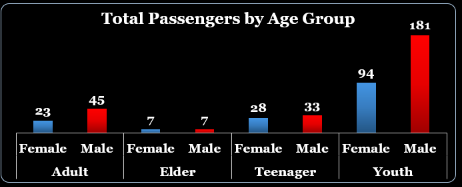 Total Passengers by Age Group
181
94
45
23
28
33
7
7
Female Male Female Male Female Male Female Male
Adult Elder Teenager Youth